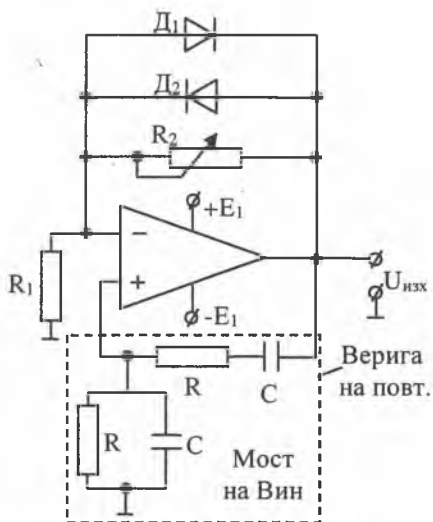 Д₁
Д₂
R₂
+E₁
−
+
R₁
-E₁
Uизх
R
C
Верига
на повт.
R
C
Мост
на Вин